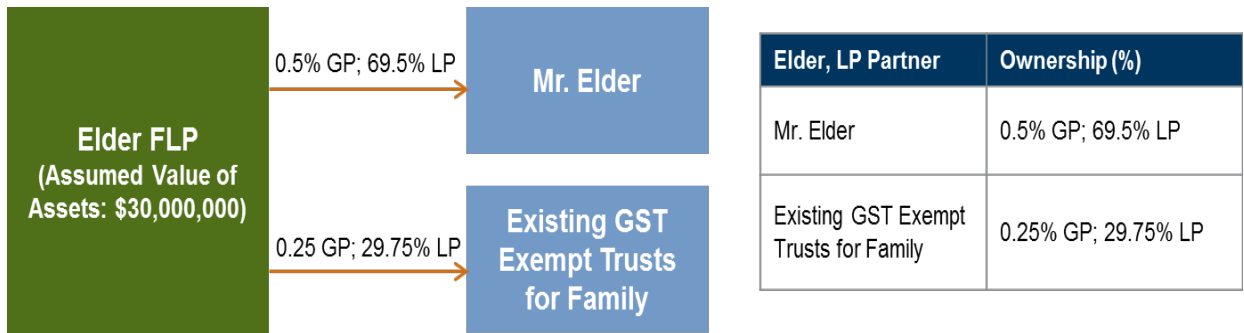 Elder FLP
(Assumed Value of
Assets: $30,000,000)
0.5% GP; 69.5% LP
Mr. Elder
0.25 GP; 29.75% LP
Existing GST
Exempt Trusts
for Family
Elder, LP Partner Ownership (%)
Mr. Elder 0.5% GP; 69.5% LP
Existing GST Exempt
Trusts for Family 0.25% GP; 29.75% LP